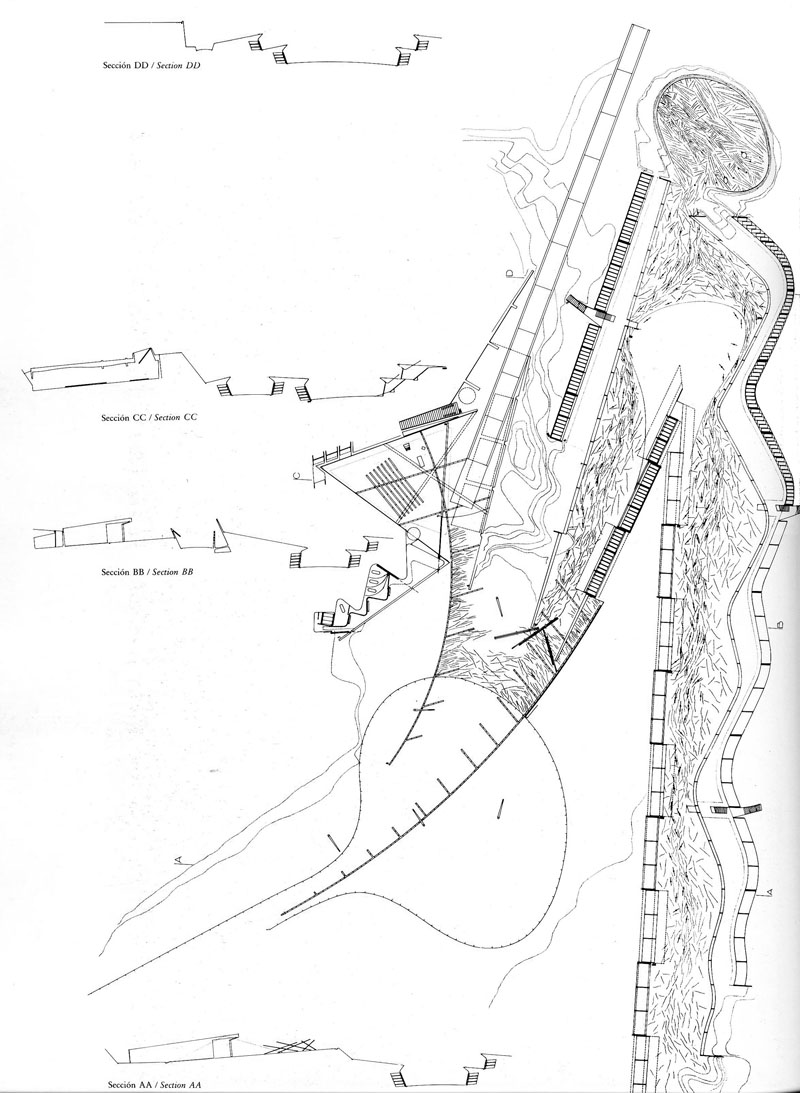 Sección DD / Section DD
D
Sección CC / Section CC
C
Sección BB / Section BB
B
A
A
Sección AA / Section AA